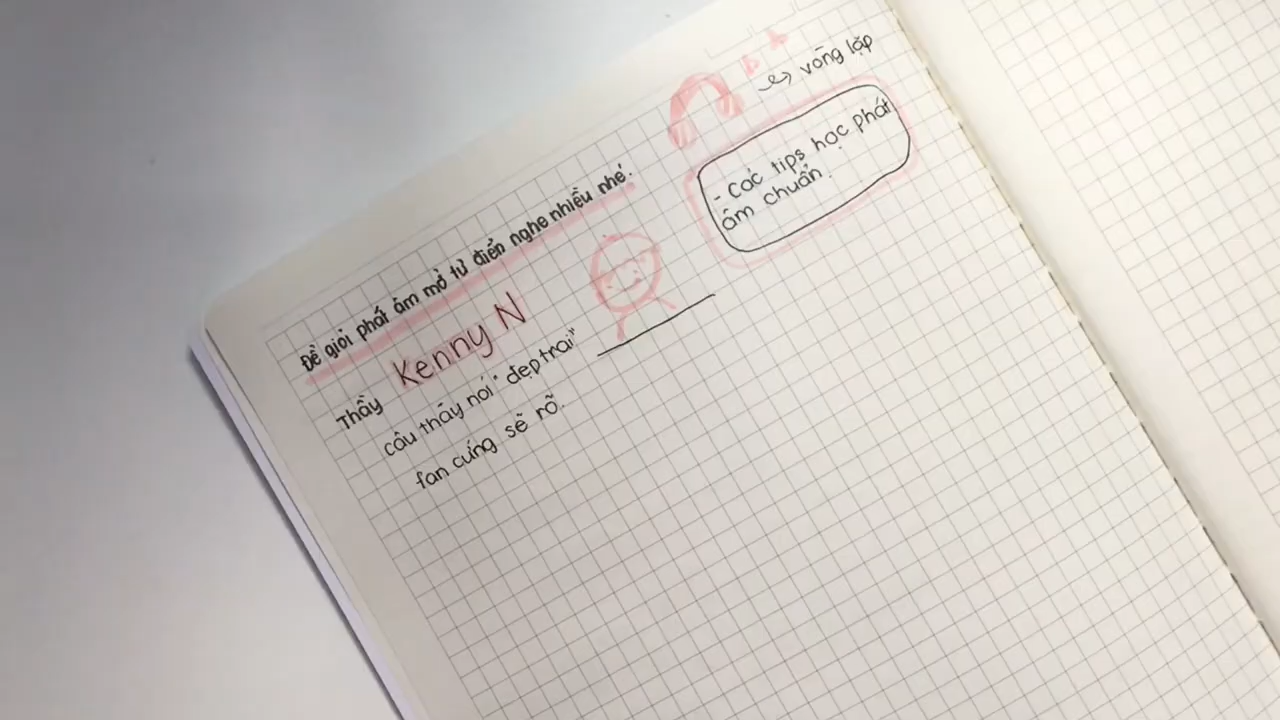 vòng lặp
- Các tips học phát
âm chuẩn.
Để giỏi phát âm mở từ điển nghe nhiều nhé!
Thầy Kenny N
câu thầy nói "đẹp trai"
fan cứng sẽ rõ.